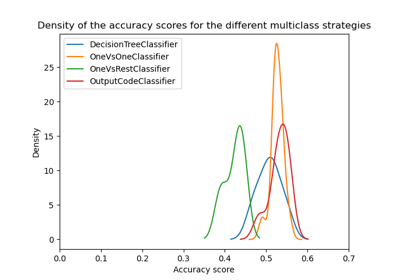 Density of the accuracy scores for the different multiclass strategies
DecisionTreeClassifier
OneVsOneClassifier
OneVsRestClassifier
OutputCodeClassifier
25
20
15
10
5
0
Density
0.0 0.1 0.2 0.3 0.4 0.5 0.6 0.7
Accuracy score